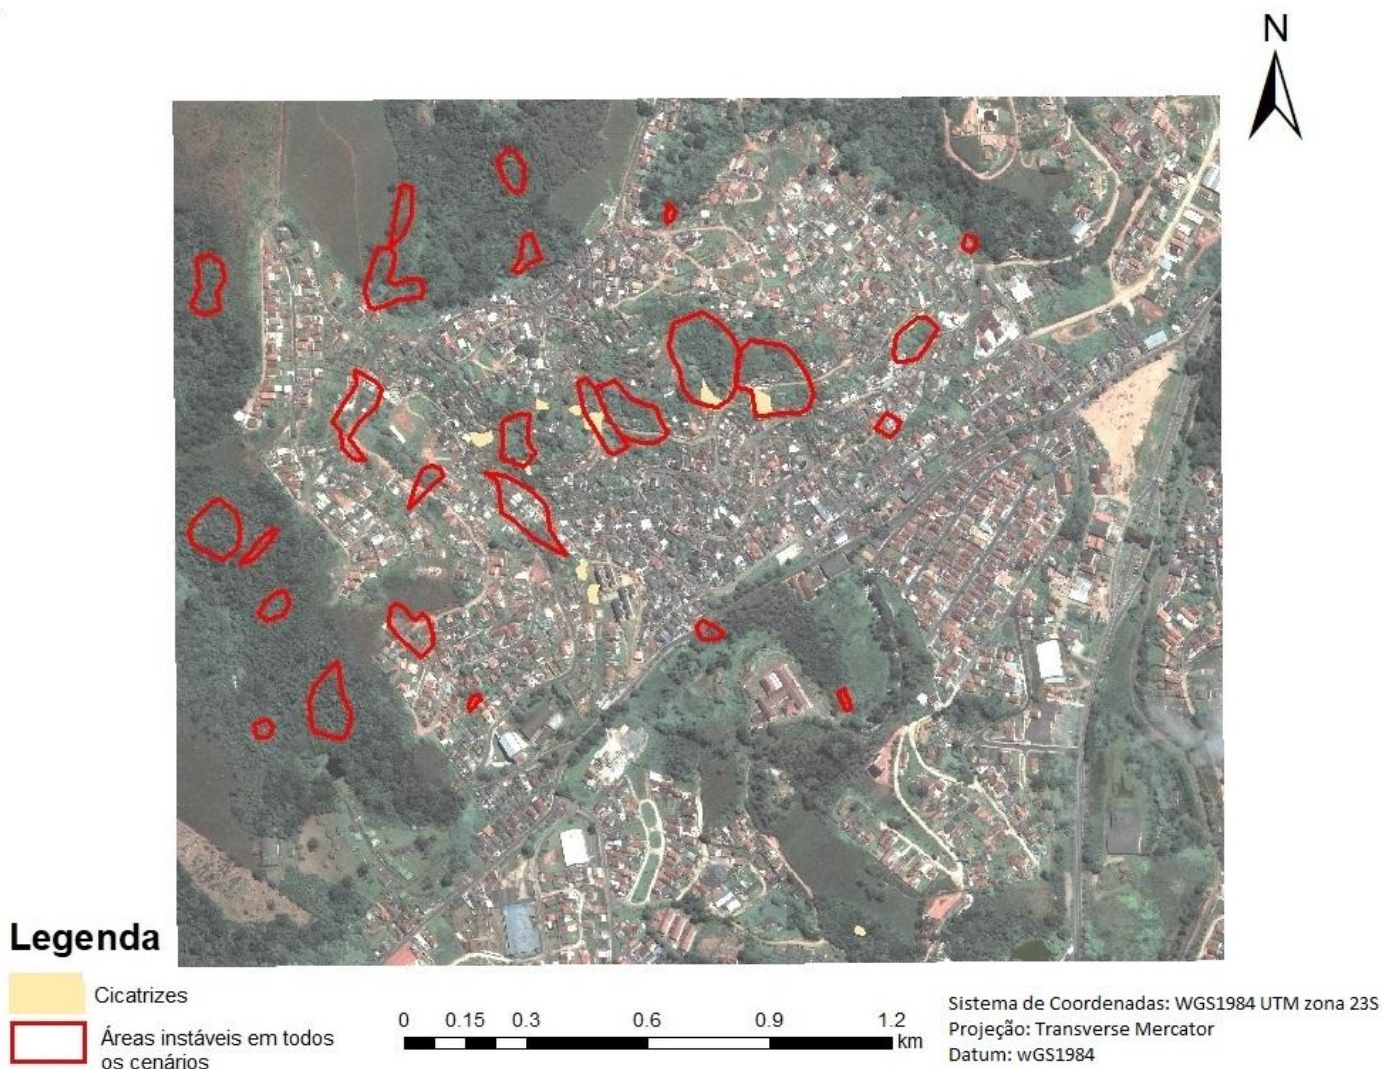 N
Legenda
Cicatrizes
Áreas instáveis em todos
os cenários
0 0.15 0.3 0.6 0.9 1.2
km
Sistema de Coordenadas: WGS1984 UTM zona 23S
Projeção: Transverse Mercator
Datum: wGS1984